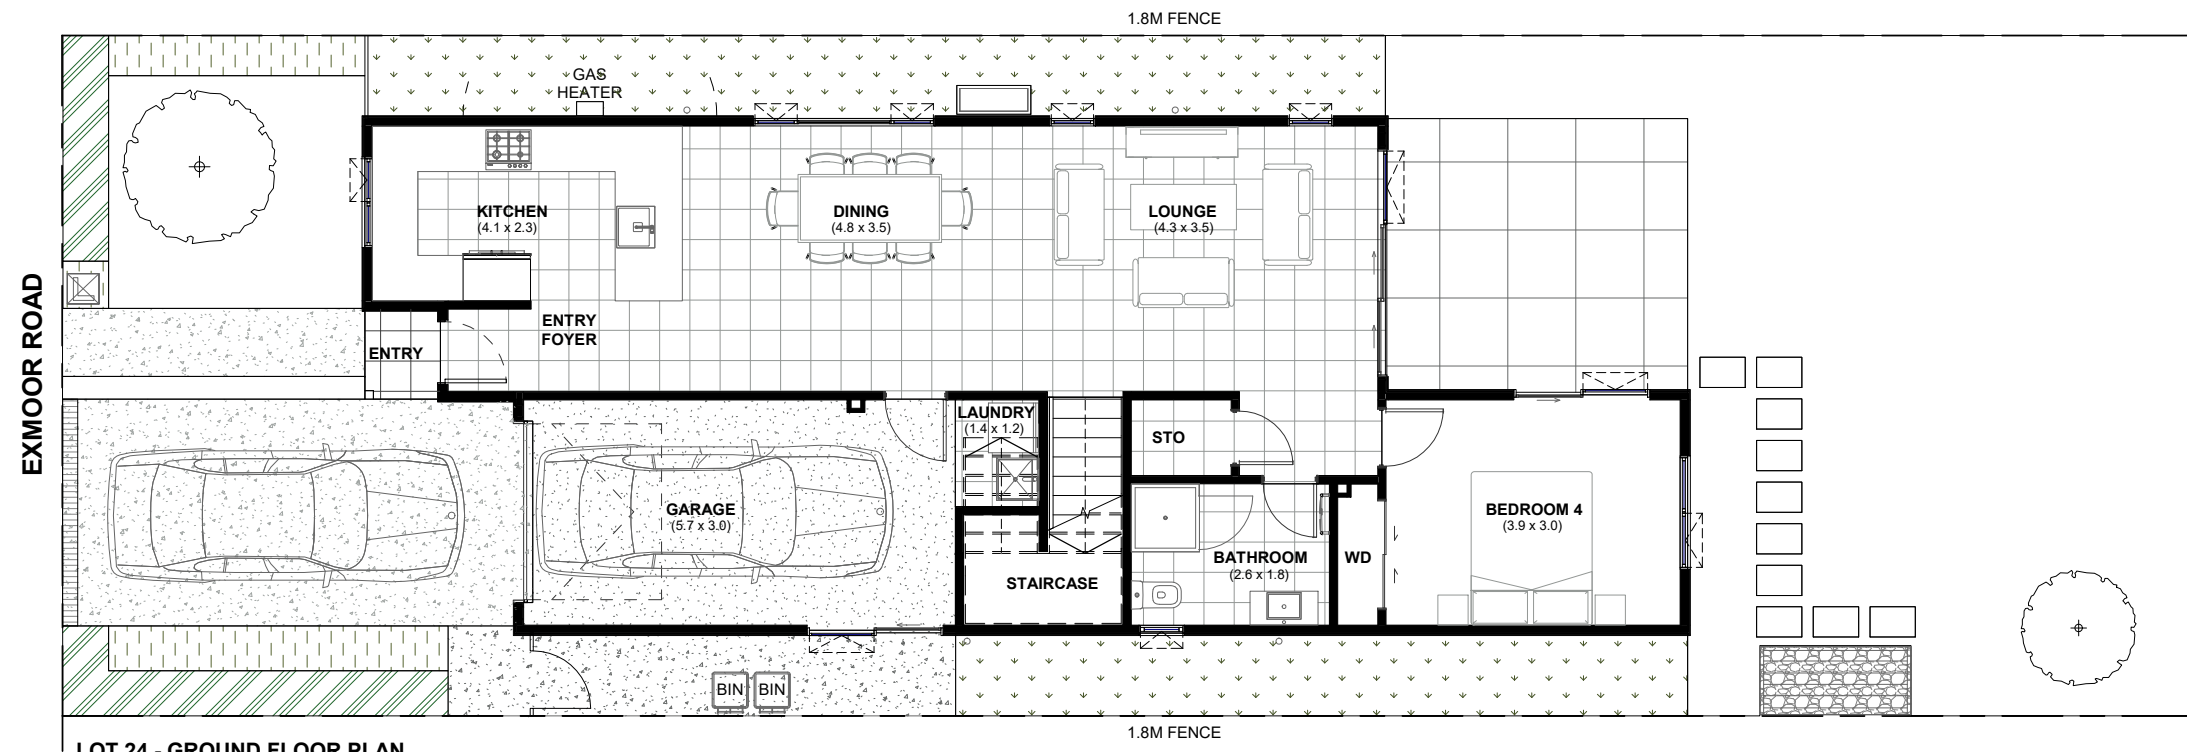 1.8M FENCE
GAS
HEATER
KITCHEN
(4.1 x 2.3)
DINING
(4.8 x 3.5)
LOUNGE
(4.3 x 3.5)
EXMOOR ROAD
ENTRY
FOYER
ENTRY
LAUNDRY
(1.4 x 1.2)
STO
GARAGE
(5.7 x 3.0)
BEDROOM 4
(3.9 x 3.0)
BATHROOM
(2.6 x 1.8)
WD
STAIRCASE
BIN
BIN
1.8M FENCE
LOT 24 - GROUND FLOOR PLAN